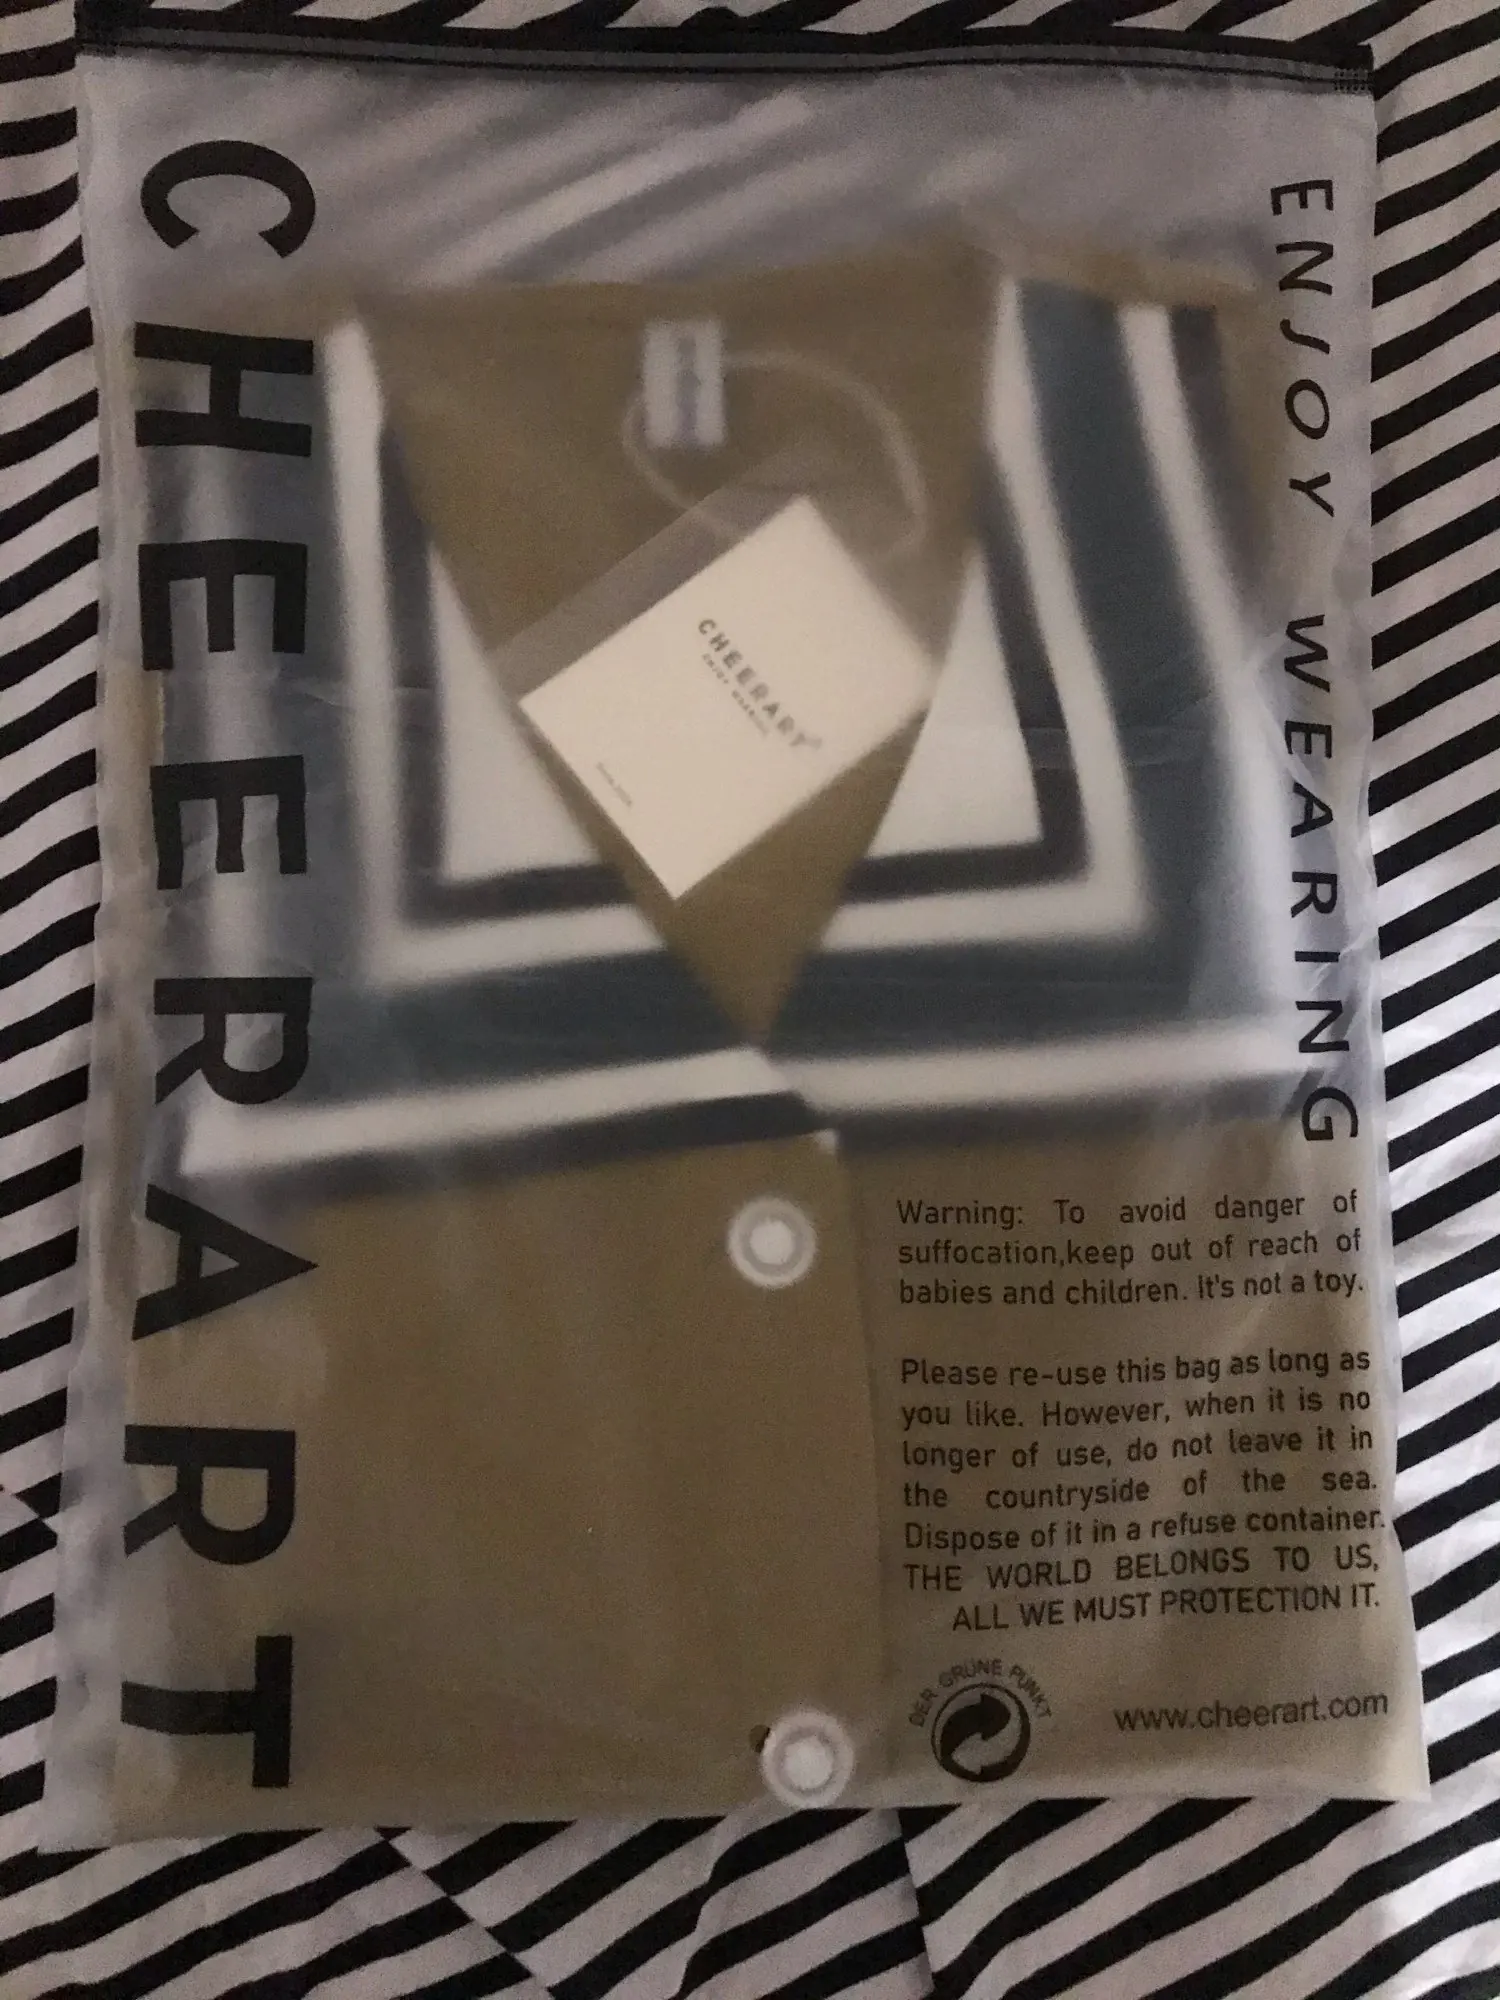 CHEERART
ENJOY WEARING
CHEERART
ENJOY WEARING
Warning: To avoid danger of
suffocation,keep out of reach of
babies and children. It's not a toy.
Please re-use this bag as long as
you like. However, when it is no
longer of use, do not leave it in
the countryside of the sea.
Dispose of it in a refuse container.
THE WORLD BELONGS TO US,
ALL WE MUST PROTECTION IT.
DER GRÜNE PUNKT
www.cheerart.com